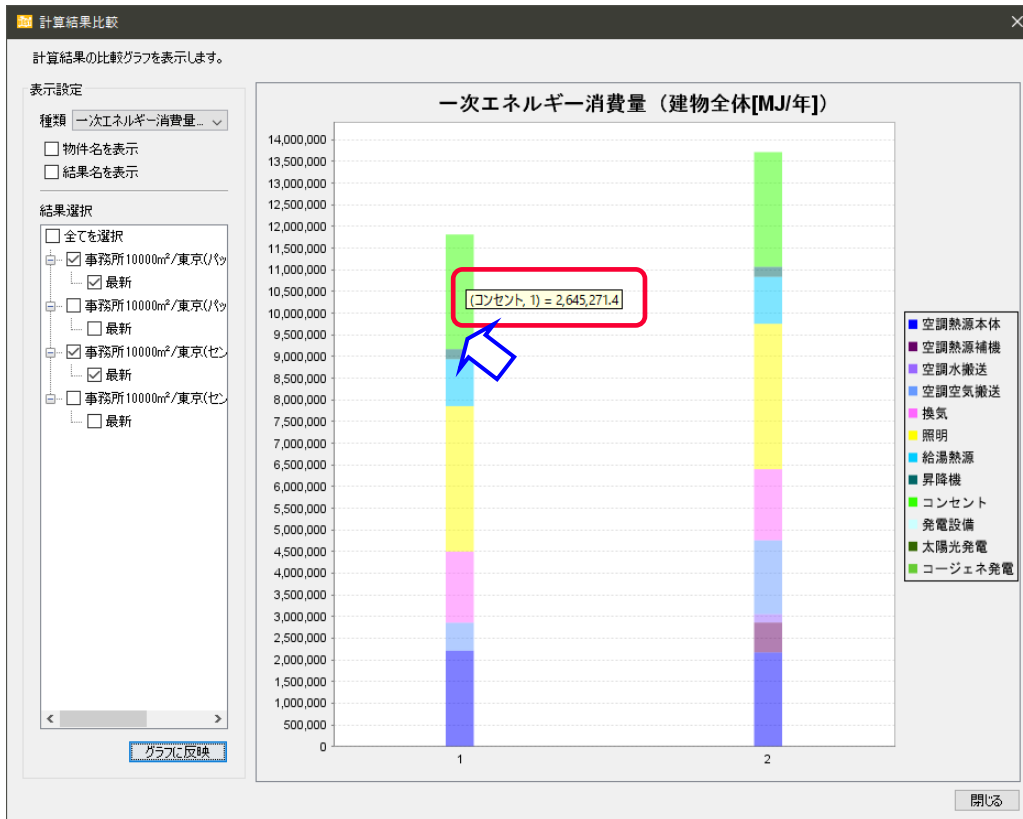 計算結果比較
計算結果の比較グラフを表示します。
表示設定
種類 一次エネルギー消費量...
物件名を表示
結果名を表示
結果選択
全てを選択
事務所10000m²/東京(パッ
最新
事務所10000m²/東京(パッ
最新
事務所10000m²/東京(セン
最新
事務所10000m²/東京(セン
最新
グラフに反映
一次エネルギー消費量（建物全体[MJ/年]）
14,000,000
13,500,000
13,000,000
12,500,000
12,000,000
11,500,000
11,000,000
10,500,000
10,000,000
9,500,000
9,000,000
8,500,000
8,000,000
7,500,000
7,000,000
6,500,000
6,000,000
5,500,000
5,000,000
4,500,000
4,000,000
3,500,000
3,000,000
2,500,000
2,000,000
1,500,000
1,000,000
500,000
0
(コンセント, 1) = 2,645,271.4
1
2
空調熱源本体
空調熱源補機
空調水搬送
空調空気搬送
換気
照明
給湯熱源
昇降機
コンセント
発電設備
太陽光発電
コージェネ発電
閉じる